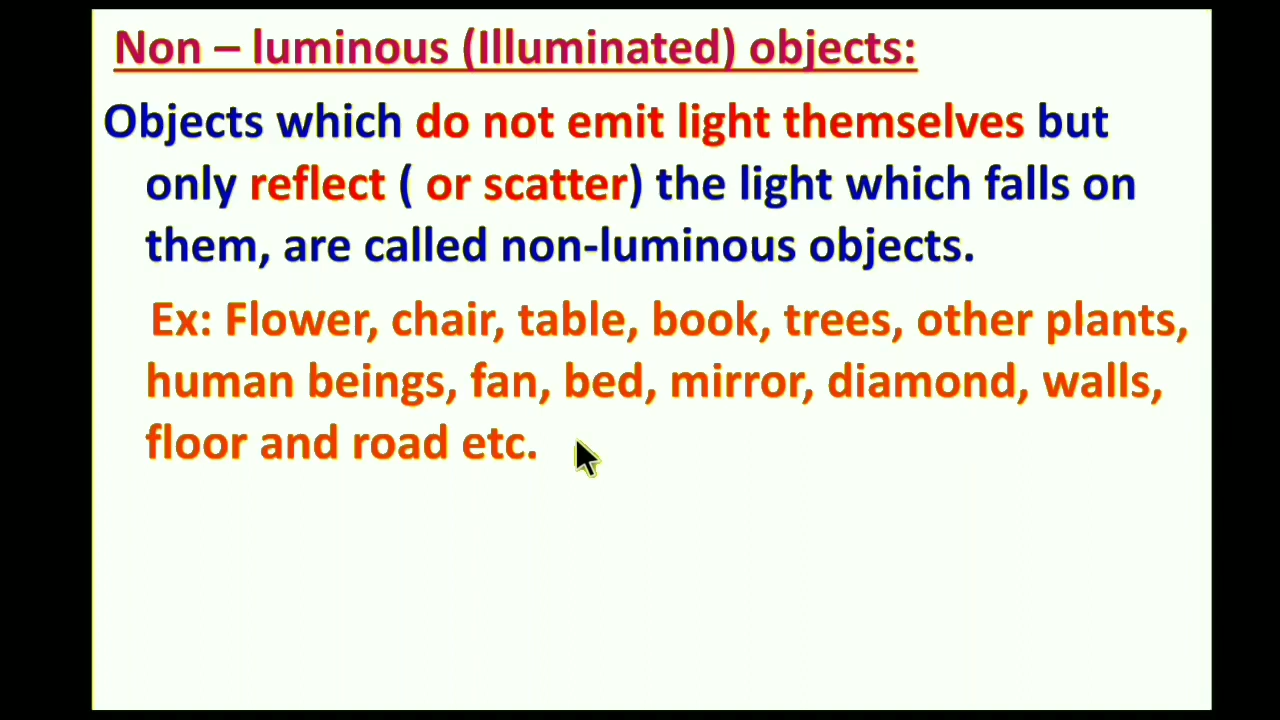 Non – luminous (Illuminated) objects:
Objects which do not emit light themselves but
only reflect ( or scatter) the light which falls on
them, are called non-luminous objects.
Ex: Flower, chair, table, book, trees, other plants,
human beings, fan, bed, mirror, diamond, walls,
floor and road etc.